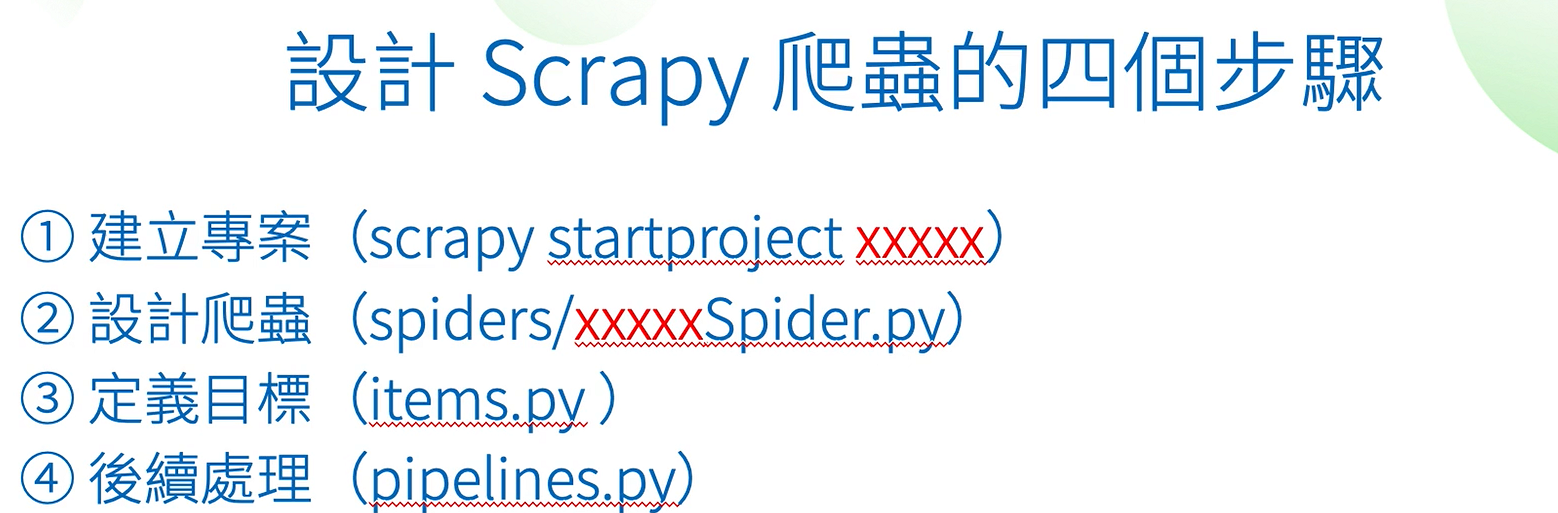 設計 Scrapy 爬蟲的四個步驟
① 建立專案（scrapy startproject xxxxx）
② 設計爬蟲（spiders/xxxxxSpider.py）
③ 定義目標（items.py ）
④ 後續處理（pipelines.py）